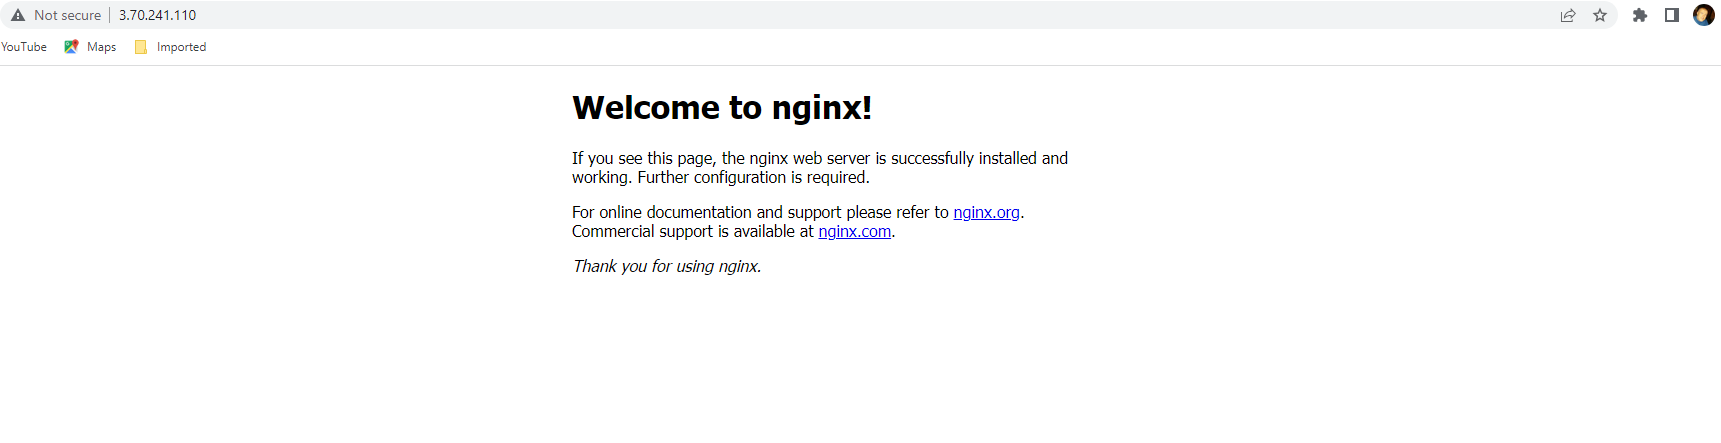 Not secure 3.70.241.110
YouTube Maps Imported
Welcome to nginx!
If you see this page, the nginx web server is successfully installed and
working. Further configuration is required.
For online documentation and support please refer to nginx.org.
Commercial support is available at nginx.com.
Thank you for using nginx.